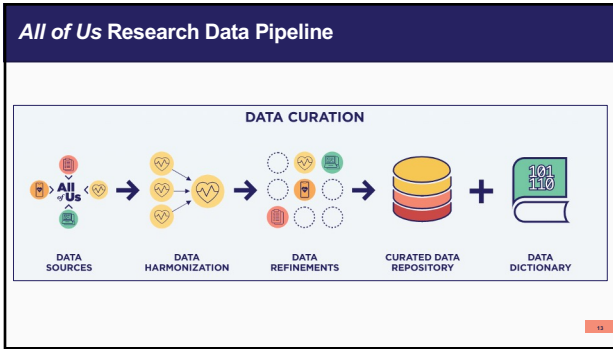 All of Us Research Data Pipeline
DATA CURATION
All
of Us
DATA
SOURCES
DATA
HARMONIZATION
DATA
REFINEMENTS
CURATED DATA
REPOSITORY
101
110
DATA
DICTIONARY
13